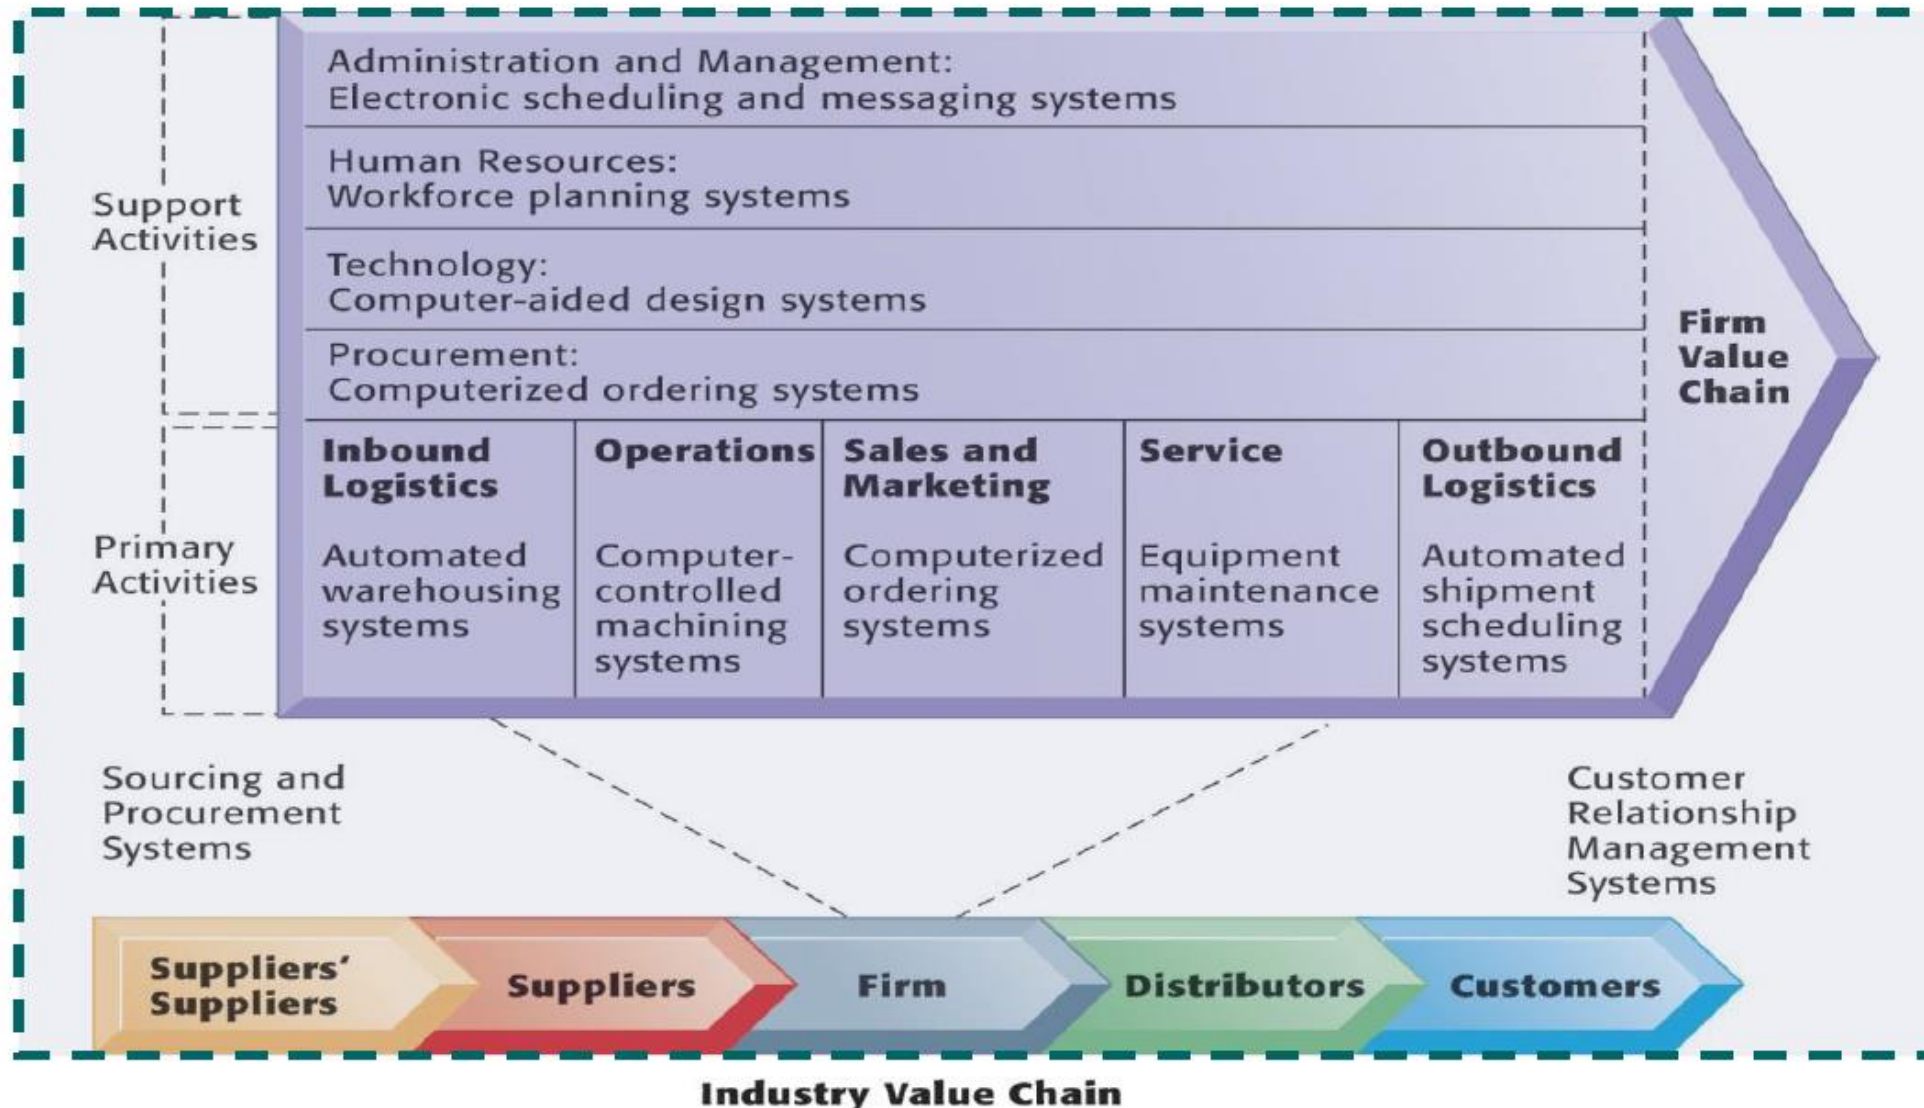 Administration and Management:
Electronic scheduling and messaging systems
Human Resources:
Workforce planning systems
Support
Activities
Technology:
Computer-aided design systems
Procurement:
Computerized ordering systems
Firm
Value
Chain
Primary
Activities
Inbound
Logistics
Automated
warehousing
systems
Operations
Computer-
controlled
machining
systems
Sales and
Marketing
Computerized
ordering
systems
Service
Equipment
maintenance
systems
Outbound
Logistics
Automated
shipment
scheduling
systems
Sourcing and
Procurement
Systems
Customer
Relationship
Management
Systems
Suppliers'
Suppliers
Suppliers
Firm
Distributors
Customers
Industry Value Chain